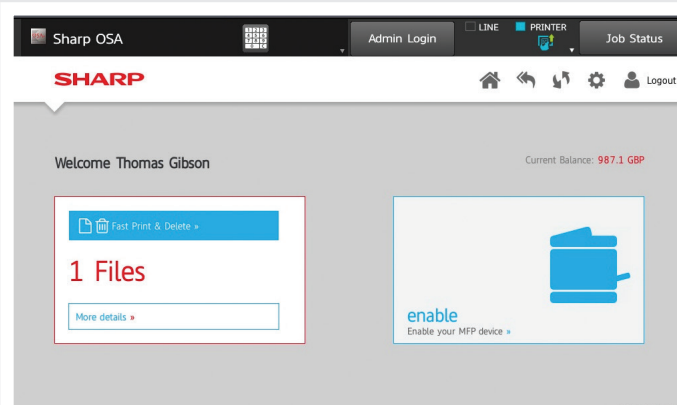 Sharp OSA
Admin Login
LINE
PRINTER
Job Status
SHARP
Logout
Welcome Thomas Gibson
Current Balance: 987.1 GBP
Fast Print & Delete »
1 Files
More details »
enable
Enable your MFP device »